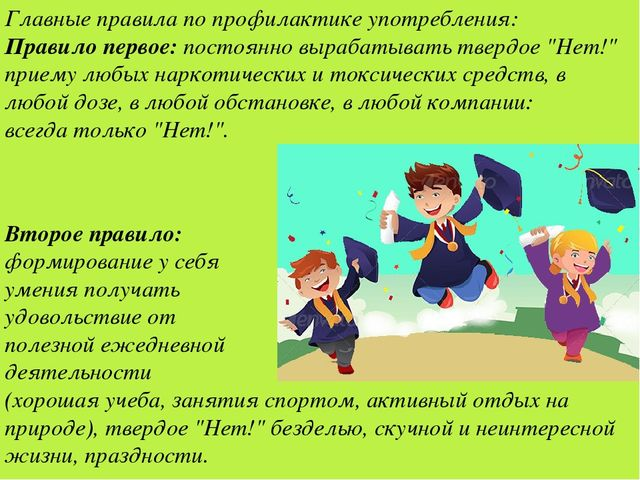 Главные правила по профилактике употребления:
Правило первое: постоянно вырабатывать твердое "Нет!"
приему любых наркотических и токсических средств, в
любой дозе, в любой обстановке, в любой компании:
всегда только "Нет!".
Второе правило:
формирование у себя
умения получать
удовольствие от
полезной ежедневной
деятельности
(хорошая учеба, занятия спортом, активный отдых на
природе), твердое "Нет!" безделью, скучной и неинтересной
жизни, праздности.